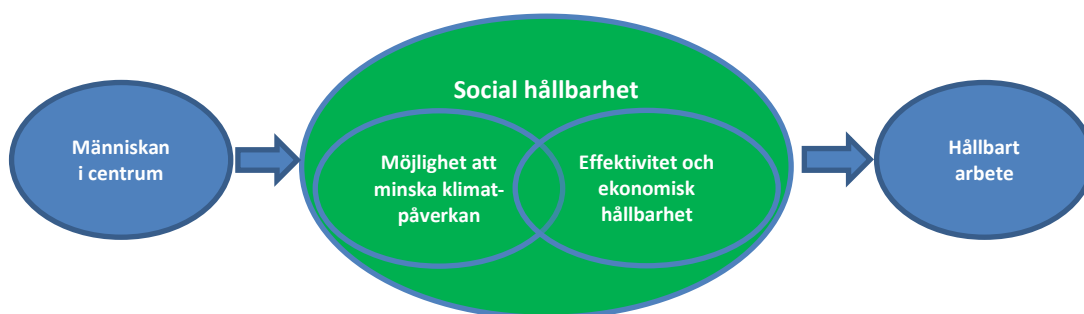 Människan
i centrum
Social hållbarhet
Möjlighet att
minska klimat-
påverkan
Effektivitet och
ekonomisk
hållbarhet
Hållbart
arbete